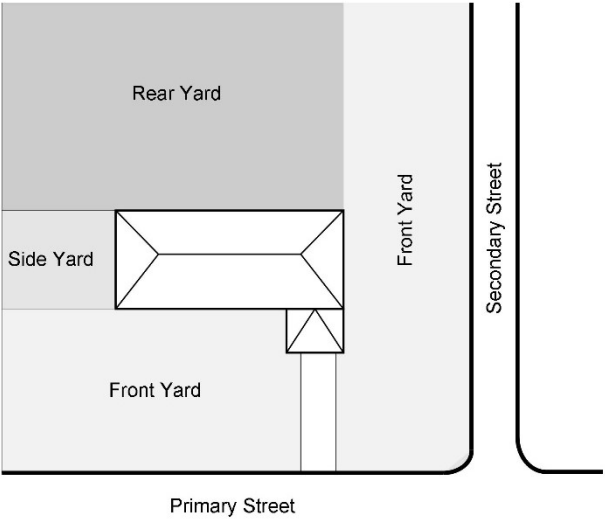 Rear Yard
Side Yard
Front Yard
Secondary Street
Front Yard
Primary Street